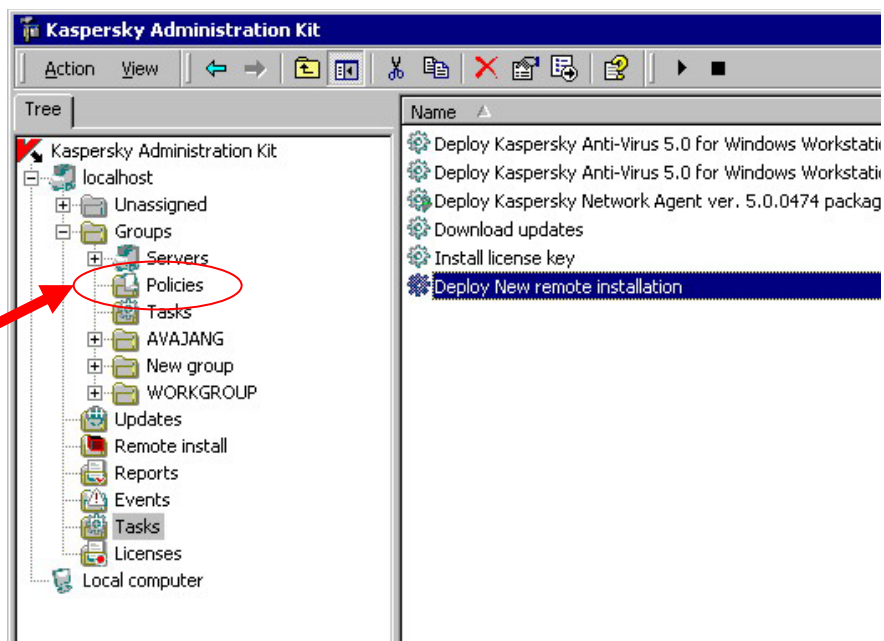 Kaspersky Administration Kit
Action View
Tree
Name
Kaspersky Administration Kit
localhost
Unassigned
Groups
Servers
Policies
Tasks
AVAJANG
New group
WORKGROUP
Updates
Remote install
Reports
Events
Tasks
Licenses
Local computer
Deploy Kaspersky Anti-Virus 5.0 for Windows
Deploy Kaspersky Anti-Virus 5.0 for Windows
Deploy Kaspersky Network Agent ver. 5.0.0474
Download updates
Install license key
Deploy New remote installation